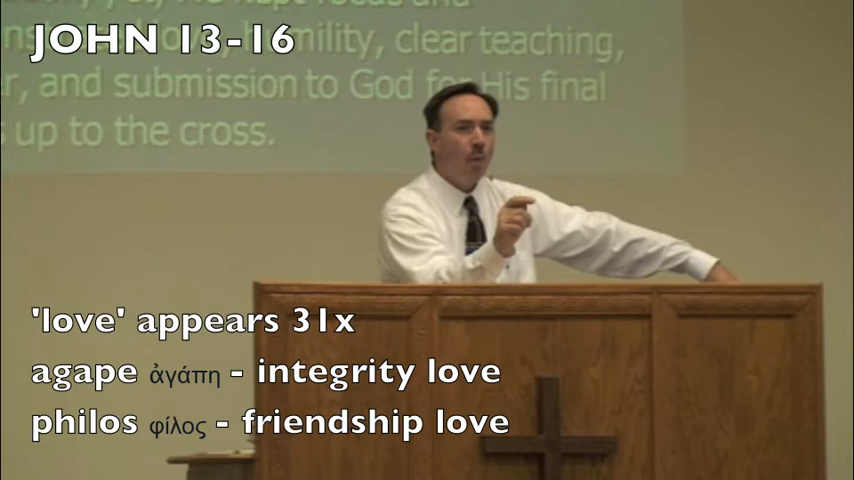 JOHN 13-16
humility, clear teaching,
and submission to God for His final
up to the cross.
'love' appears 31x
agape ἀγάπη - integrity love
philos φίλος - friendship love